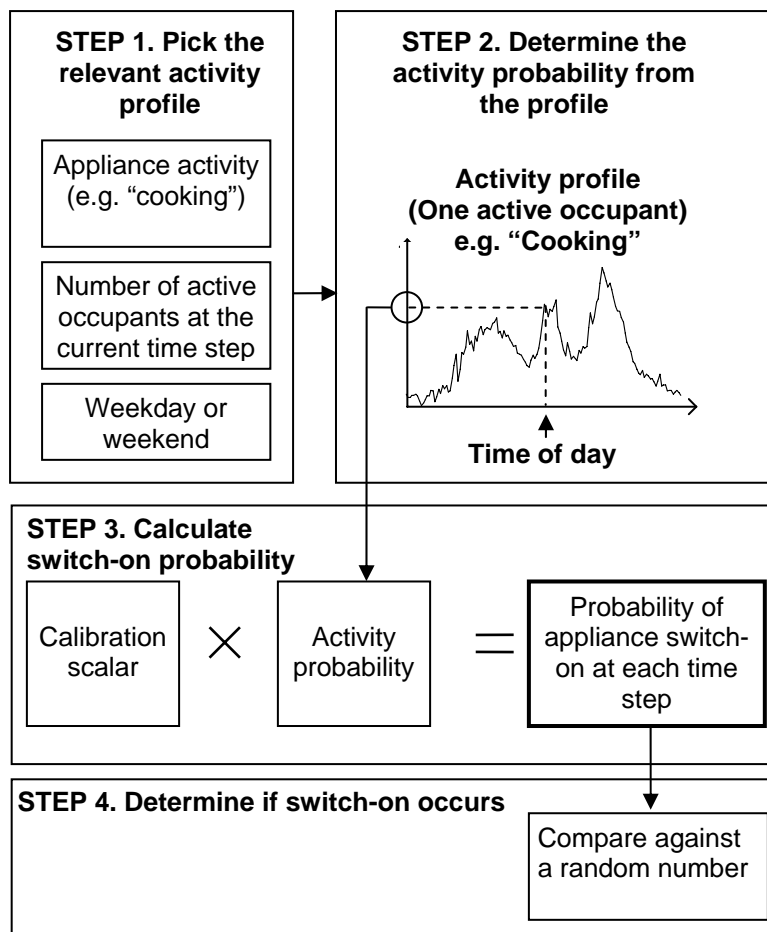 STEP 1. Pick the
relevant activity
profile
Appliance activity
(e.g. “cooking”)
Number of active
occupants at the
current time step
Weekday or
weekend
STEP 2. Determine the
activity probability from
the profile
Activity profile
(One active occupant)
e.g. “Cooking”
Time of day
STEP 3. Calculate
switch-on probability
Calibration
scalar
×
Activity
probability
=
Probability of
appliance switch-
on at each time
step
STEP 4. Determine if switch-on occurs
Compare against
a random number